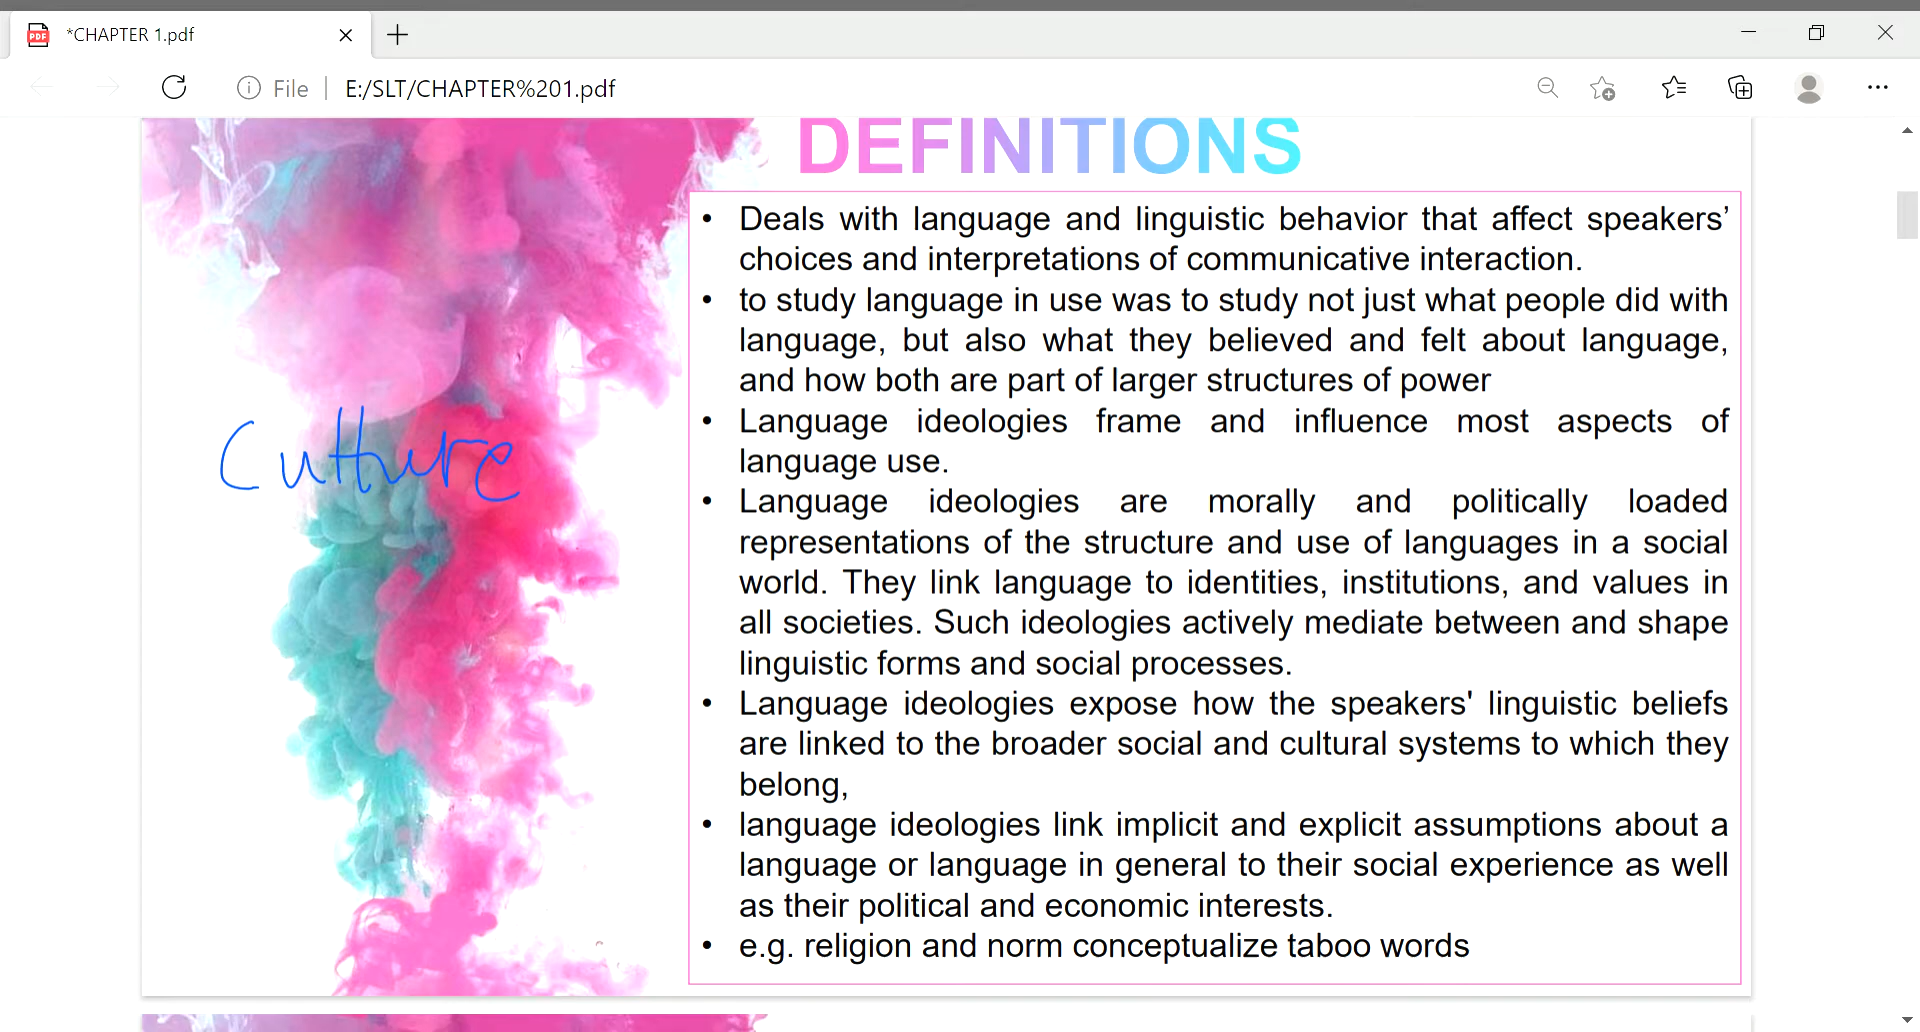 *CHAPTER 1.pdf
File | E:/SLT/CHAPTER%201.pdf
DEFINITIONS
• Deals with language and linguistic behavior that affect speakers’
choices and interpretations of communicative interaction.
• to study language in use was to study not just what people did with
language, but also what they believed and felt about language,
and how both are part of larger structures of power
• Language ideologies frame and influence most aspects of
language use.
• Language ideologies are morally and politically loaded
representations of the structure and use of languages in a social
world. They link language to identities, institutions, and values in
all societies. Such ideologies actively mediate between and shape
linguistic forms and social processes.
• Language ideologies expose how the speakers' linguistic beliefs
are linked to the broader social and cultural systems to which they
belong,
• language ideologies link implicit and explicit assumptions about a
language or language in general to their social experience as well
as their political and economic interests.
• e.g. religion and norm conceptualize taboo words
Culture